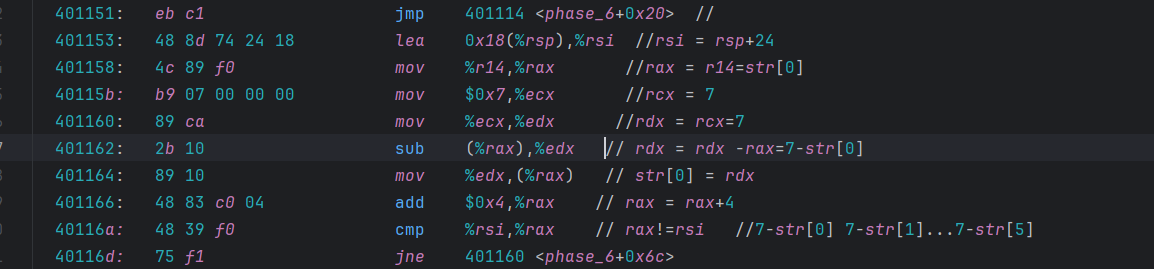 401151: eb c1 jmp 401114 <phase_6+0x20> //
401153: 48 8d 74 24 18 lea 0x18(%rsp),%rsi //rsi = rsp+24
401158: 4c 89 f0 mov %r14,%rax //rax = r14=str[0]
40115b: b9 07 00 00 00 mov $0x7,%ecx //rcx = 7
401160: 89 ca mov %ecx,%edx //rdx = rcx=7
401162: 2b 10 sub (%rax),%edx // rdx = rdx -rax=7-str[0]
401164: 89 10 mov %edx,(%rax) // str[0] = rdx
401166: 48 83 c0 04 add $0x4,%rax // rax = rax+4
40116a: 48 39 f0 cmp %rsi,%rax // rax!=rsi //7-str[0] 7-str[1]...7-str[5]
40116d: 75 f1 jne 401160 <phase_6+0x6c>